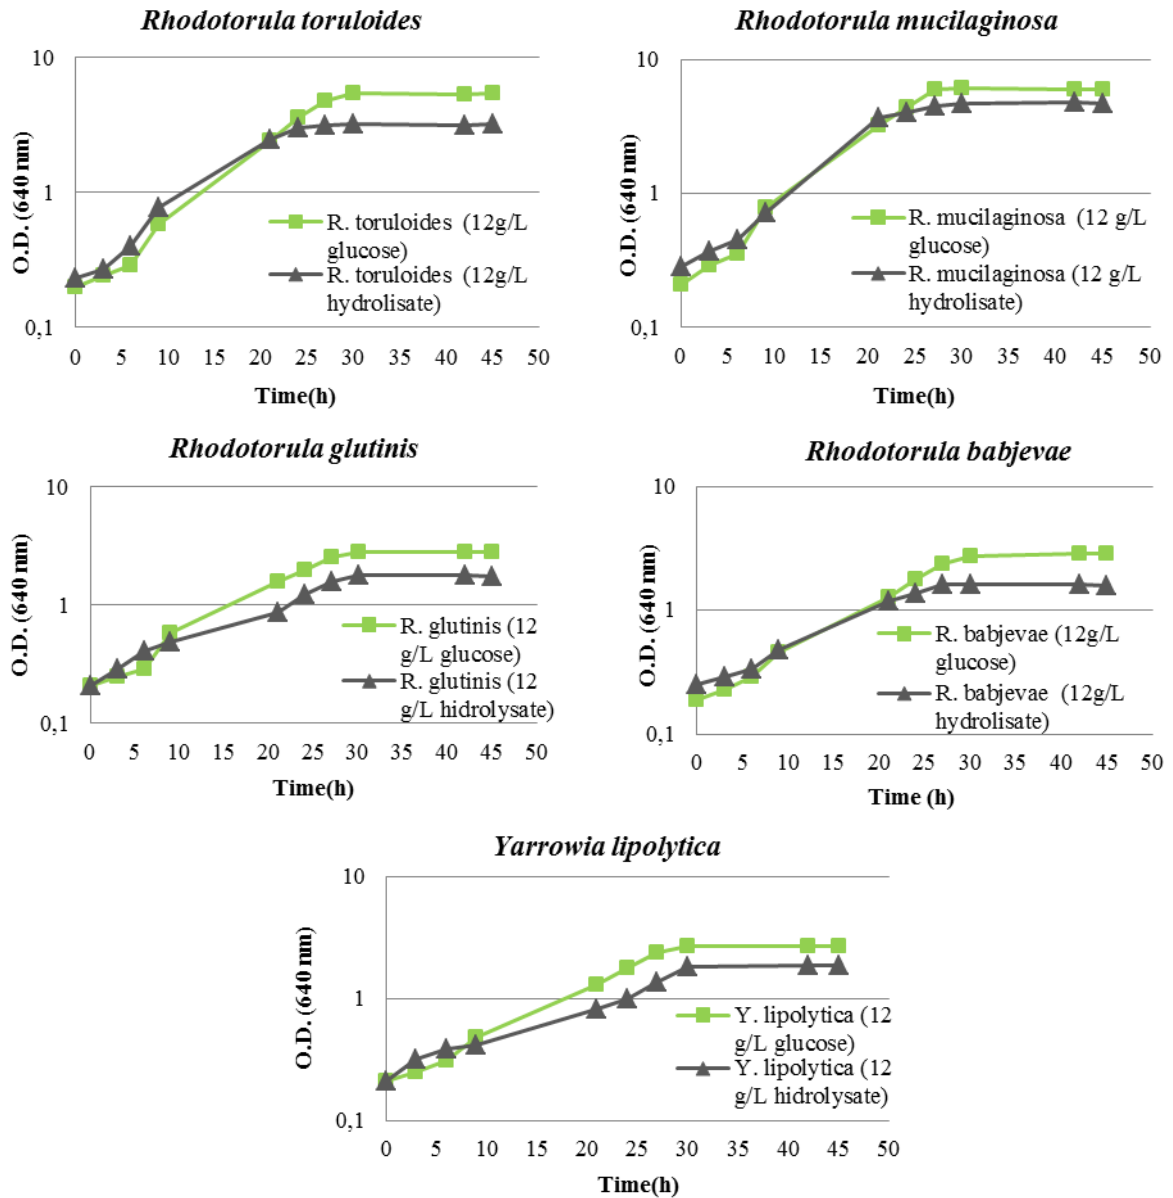 Rhodotorula toruloides
10
1
0,1
O.D. (640 nm)
R. toruloides (12g/L
glucose)
R. toruloides (12g/L
hydrolisate)
0 5 10 15 20 25 30 35 40 45 50
Time(h)
Rhodotorula mucilaginosa
10
1
0,1
O.D. (640 nm)
R. mucilaginosa (12 g/L
glucose)
R. mucilaginosa (12 g/L
hydrolisate)
0 5 10 15 20 25 30 35 40 45 50
Time(h)
Rhodotorula glutinis
10
1
0,1
O.D. (640 nm)
R. glutinis (12
g/L glucose)
R. glutinis (12
g/L hidrolysate)
0 5 10 15 20 25 30 35 40 45 50
Time(h)
Rhodotorula babjevae
10
1
0,1
O.D. (640 nm)
R. babjevae (12g/L
glucose)
R. babjevae (12g/L
hydrolisate)
0 5 10 15 20 25 30 35 40 45 50
Time (h)
Yarrowia lipolytica
10
1
0,1
O.D. (640 nm)
Y. lipolytica (12
g/L glucose)
Y. lipolytica (12
g/L hidrolysate)
0 5 10 15 20 25 30 35 40 45 50
Time(h)